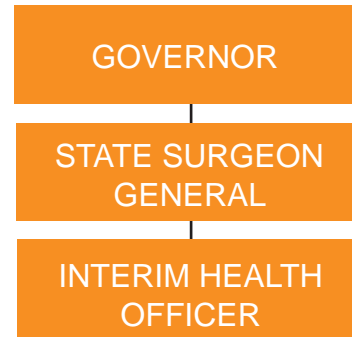 GOVERNOR
STATE SURGEON
GENERAL
INTERIM HEALTH
OFFICER